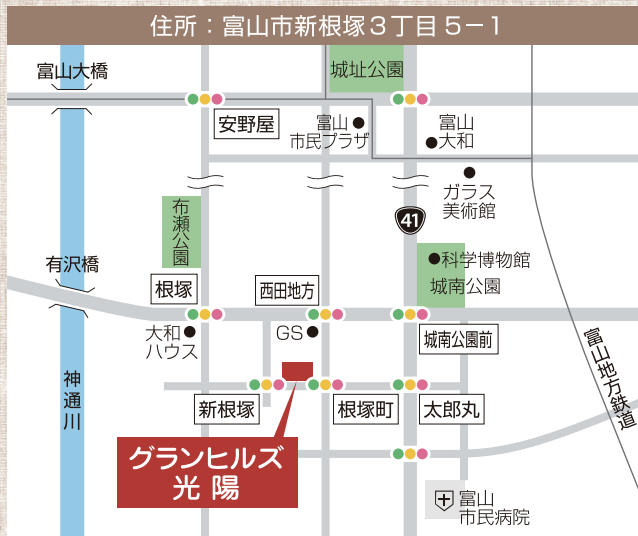 住所：富山市新根塚３丁目５−１
富山大橋
城址公園
安野屋
富山
市民プラザ
富山
大和
ガラス
美術館
布瀬公園
41
科学博物館
城南公園
有沢橋
根塚
西田地方
大和
ハウス
GS
城南公園前
富山地方鉄道
神通川
新根塚
根塚町
太郎丸
グランヒルズ
光陽
富山
市民病院